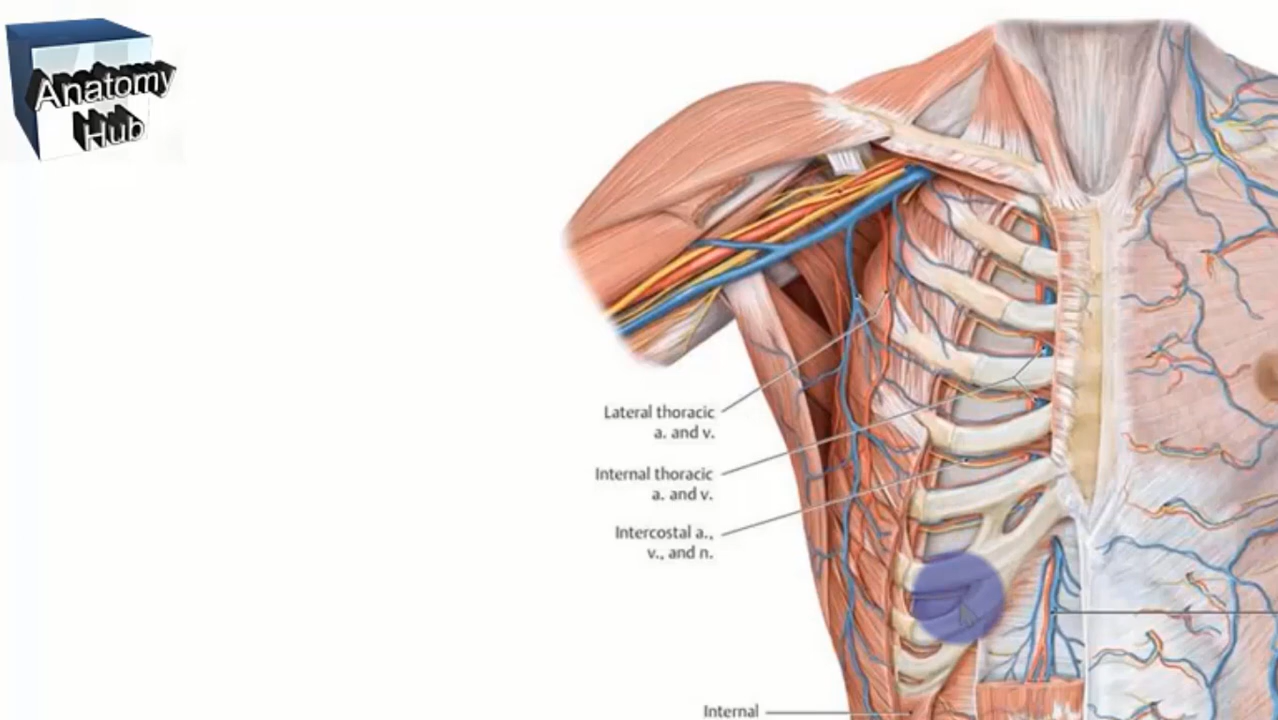 Anatomy
Hub
Lateral thoracic
a. and v.
Internal thoracic
a. and v.
Intercostal a.,
v., and n.
Internal